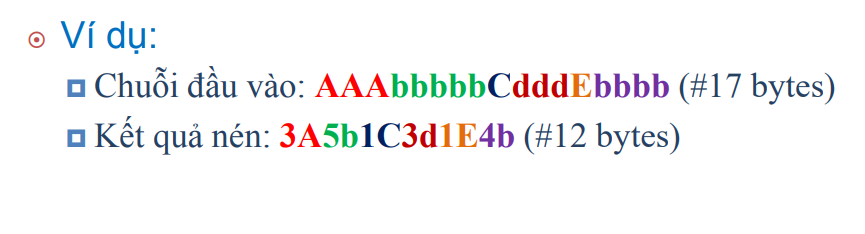 Ví dụ:
Chuỗi đầu vào: AAAbbbbbCdddEbbbb (#17 bytes)
Kết quả nén: 3A5b1C3d1E4b (#12 bytes)